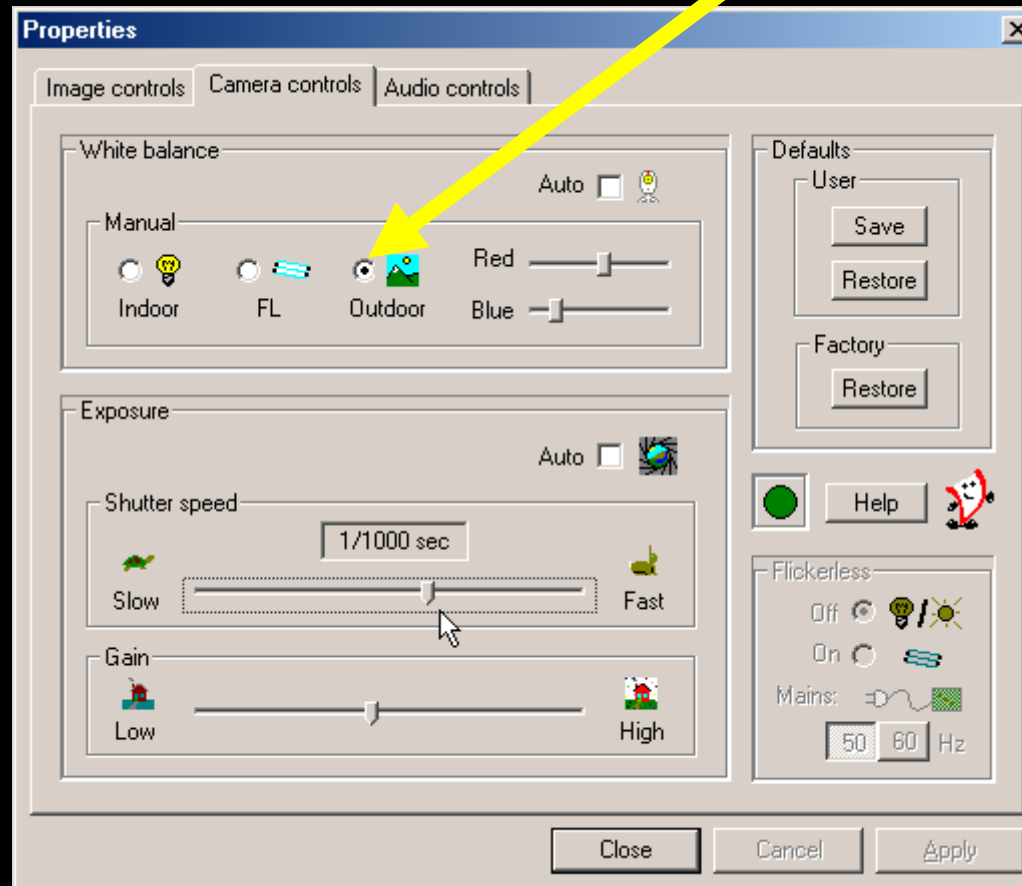 Properties
Image controls Camera controls Audio controls
White balance
Auto
Manual
Indoor FL Outdoor
Red
Blue
Exposure
Auto
Shutter speed
1/1000 sec
Slow Fast
Gain
Low High
Defaults
User
Save
Restore
Factory
Restore
Help
Flickerless
Off
On
Mains:
50 60 Hz
Close Cancel Apply